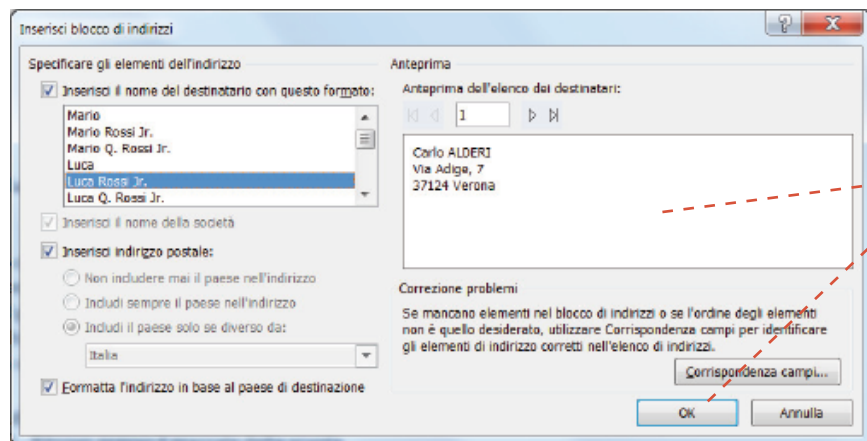 Inserisci blocco di indirizzi
Specificare gli elementi dell'indirizzo
Inserisci il nome del destinatario con questo formato:
Mario
Mario Rossi Jr.
Mario Q. Rossi Jr.
Luca
Luca Rossi Jr.
Luca Q. Rossi Jr.
Inserisci il nome della società
Inserisci indirizzo postale:
Non includere mai il paese nell'indirizzo
Includi sempre il paese nell'indirizzo
Includi il paese solo se diverso da:
Italia
Formatta l'indirizzo in base al paese di destinazione
Anteprima
Anteprima dell'elenco dei destinatari:
1
Carlo ALDERI
Via Adige, 7
37124 Verona
Correzione problemi
Se mancano elementi nel blocco di indirizzi o se l'ordine degli elementi
non è quello desiderato, utilizzare Corrispondenza campi per identificare
gli elementi di indirizzo corretti nell'elenco di indirizzi.
Corrispondenza campi...
OK
Annulla